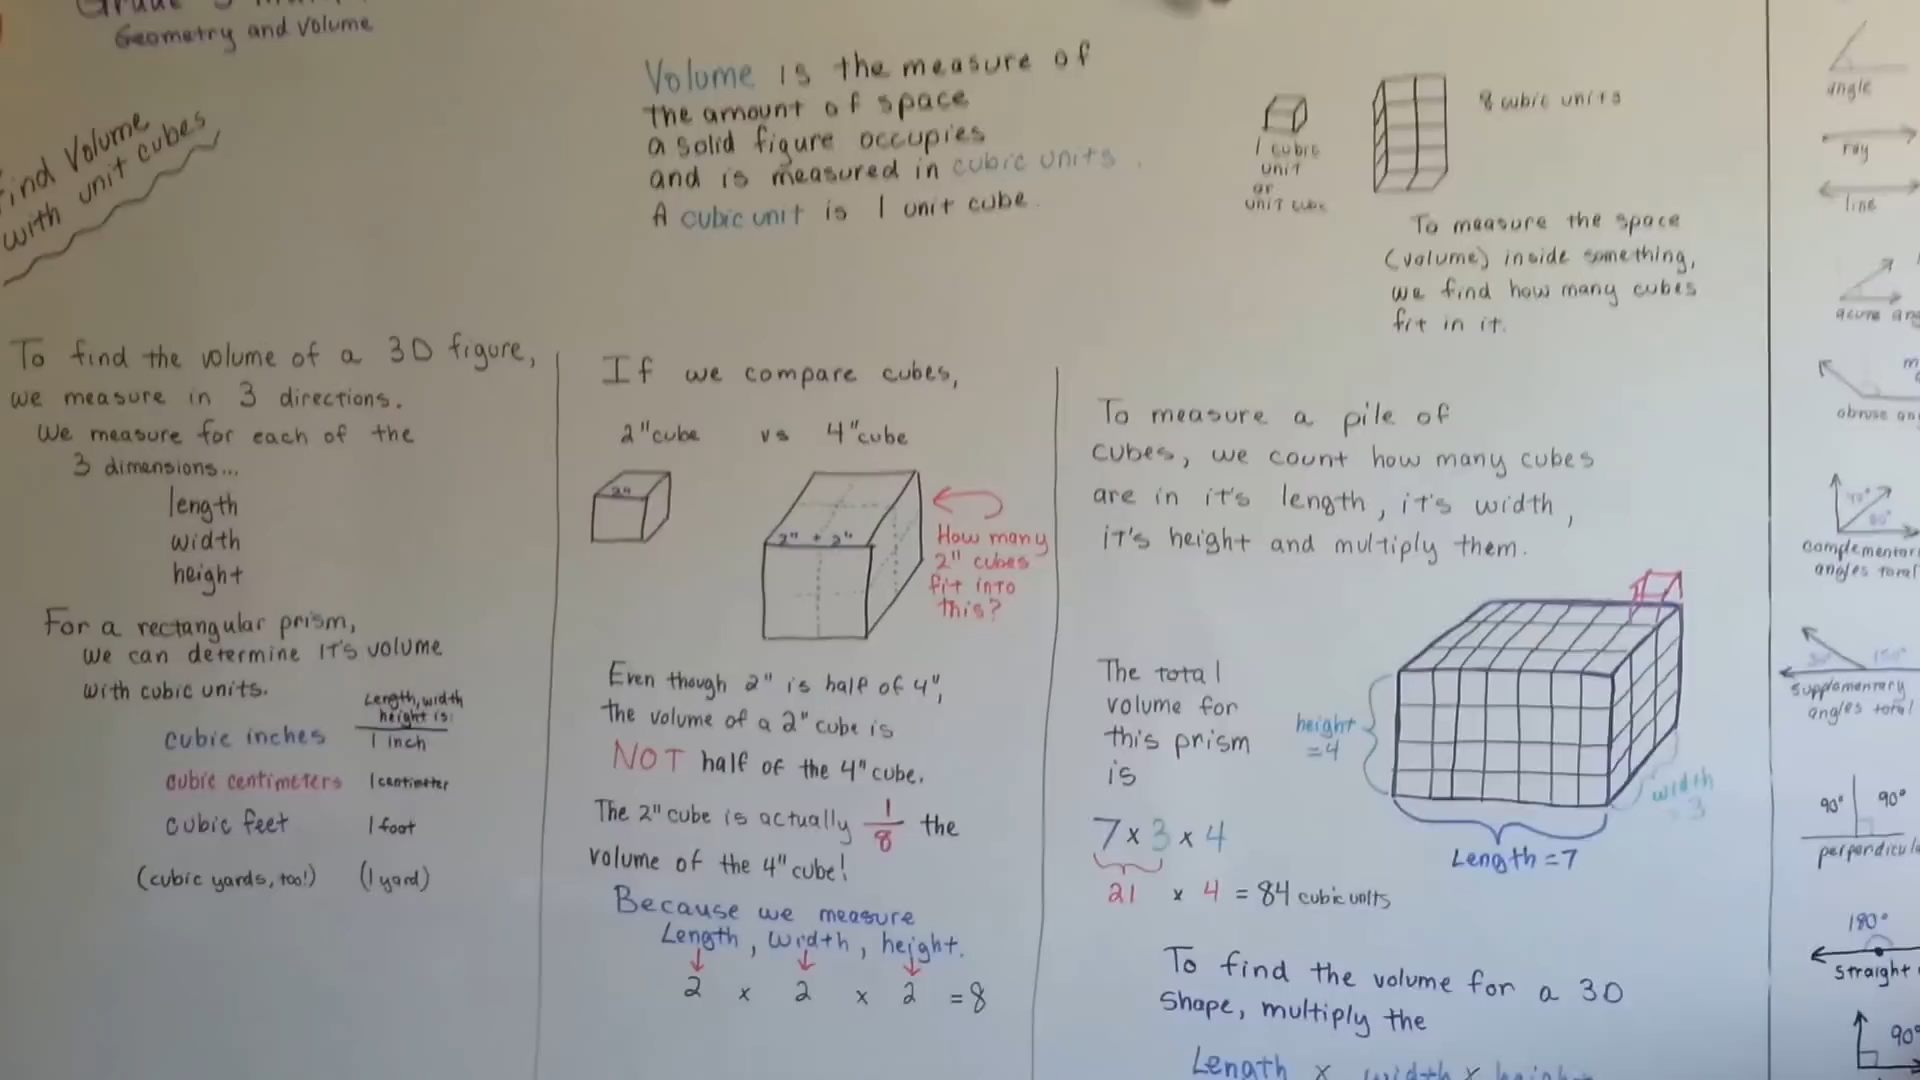 Geometry and Volume
Find Volume
with unit cubes
Volume is the measure of
the amount of space
a solid figure occupies
and is measured in cubic units.
A cubic unit is 1 unit cube.
1 cubic
unit
or
unit cube
8 cubic units
To measure the space
(volume) inside something,
we find how many cubes
fit in it.
To find the volume of a 3D figure,
we measure in 3 directions.
We measure for each of the
3 dimensions...
length
width
height
For a rectangular prism,
we can determine it's volume
with cubic units.
Length, width
height is:
cubic inches 1 inch
cubic centimeters 1 centimeter
cubic feet 1 foot
(cubic yards, too!) (1 yard)
If we compare cubes,
2" cube vs 4" cube
2"
2" + 2"
How many
2" cubes
fit into
this?
Even though 2" is half of 4",
the volume of a 2" cube is
NOT half of the 4" cube.
The 2" cube is actually 1/8 the
volume of the 4" cube!
Because we measure
Length, width, height.
2 x 2 x 2 = 8
To measure a pile of
cubes, we count how many cubes
are in it's length, it's width,
it's height and multiply them.
The total
volume for
this prism
is
height
=4
width
= 3
Length = 7
7 x 3 x 4
21 x 4 = 84 cubic units
To find the volume for a 3D
shape, multiply the
Length x width x height
angle
ray
line
acute
obtuse
complementary
angles total
supplementary
angles total
90° 90°
180°
straight
90°